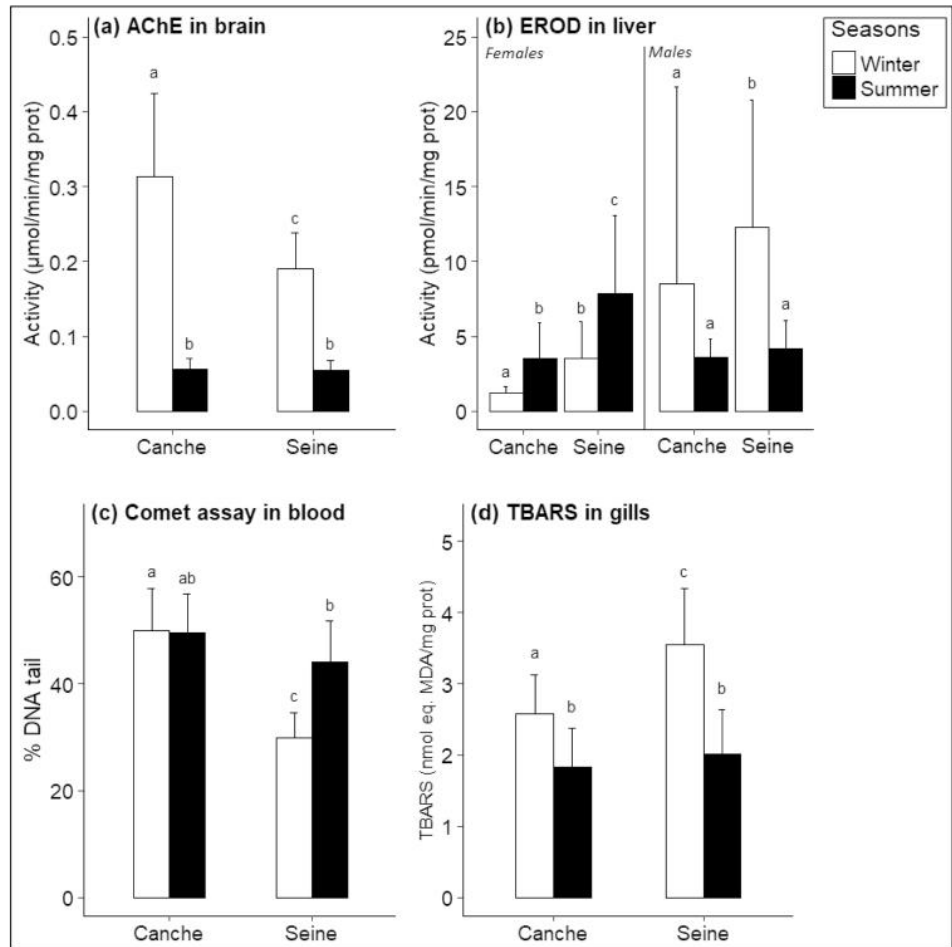 (a) AChE in brain
0.5
0.4
0.3
0.2
0.1
0.0
Activity (µmol/min/mg prot)
a
b
c
b
Canche
Seine
(b) EROD in liver
25
20
15
10
5
0
Activity (pmol/min/mg prot)
Females
Males
a
b
b
c
a
a
b
a
Canche
Seine
Canche
Seine
Seasons
Winter
Summer
(c) Comet assay in blood
60
40
20
0
% DNA tail
a
ab
c
b
Canche
Seine
(d) TBARS in gills
5
4
3
2
1
0
TBARS (nmol eq. MDA/mg prot)
a
b
c
b
Canche
Seine